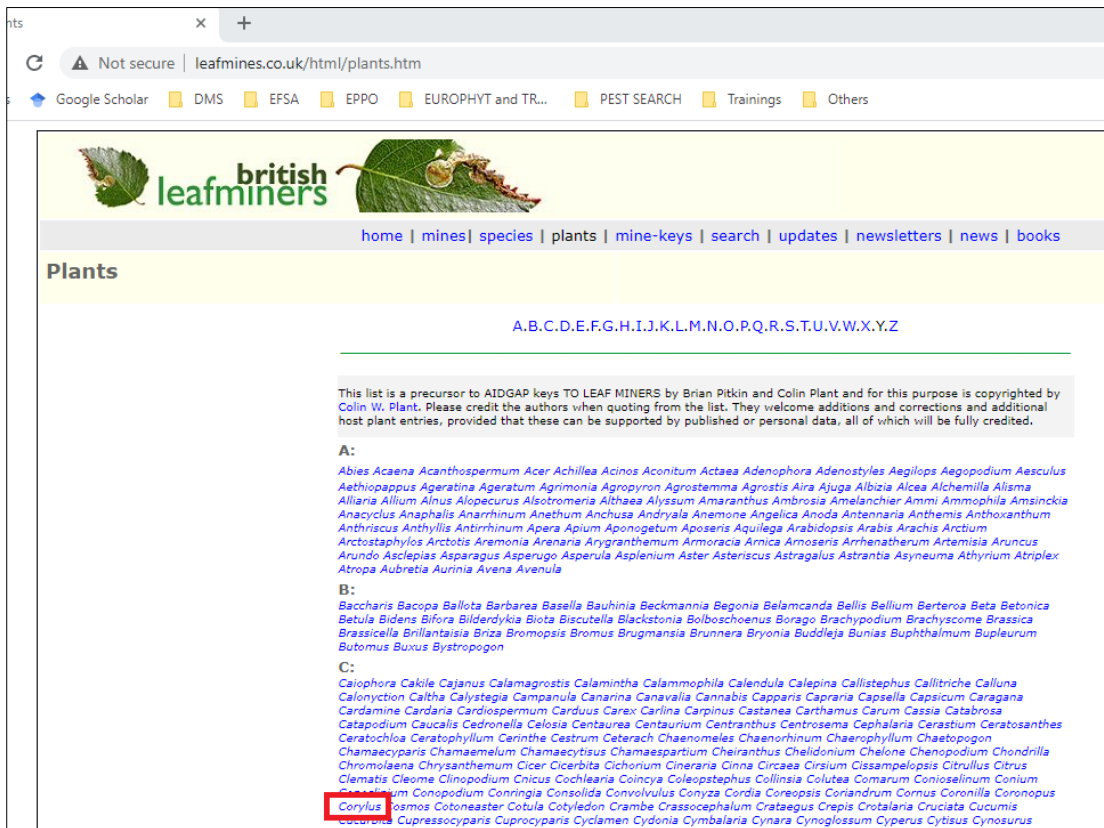 nts × +
Not secure | leafmines.co.uk/html/plants.htm
s Google Scholar DMS EFSA EPPO EUROPHYT and TR... PEST SEARCH Trainings Others
british
leafminers
home | mines| species | plants | mine-keys | search | updates | newsletters | news | books
Plants
A.B.C.D.E.F.G.H.I.J.K.L.M.N.O.P.Q.R.S.T.U.V.W.X.Y.Z
This list is a precursor to AIDGAP keys TO LEAF MINERS by Brian Pitkin and Colin Plant and for this purpose is copyrighted by
Colin W. Plant. Please credit the authors when quoting from the list. They welcome additions and corrections and additional
host plant entries, provided that these can be supported by published or personal data, all of which will be fully credited.
A:
Abies Acaena Acanthospermum Acer Achillea Acinos Aconitum Actaea Adenophora Adenostyles Aegilops Aegopodium Aesculus
Aethiopappus Ageratina Ageratum Agrimonia Agropyron Agrostemma Agrostis Aira Ajuga Albizia Alcea Alchemilla Alisma
Alliaria Allium Alnus Alopecurus Alsotromeria Althaea Alyssum Amaranthus Ambrosia Amelanchier Ammi Ammophila Amsinckia
Anacyclus Anaphalis Anarrhinum Anethum Anchusa Andryala Anemone Angelica Anoda Antennaria Anthemis Anthoxanthum
Anthriscus Anthyllis Antirrhinum Apera Apium Aponogetum Aposeris Aquilega Arabidopsis Arabis Arachis Arctium
Arctostaphylos Arctotis Aremonia Arenaria Arygranthemum Armoracia Arnica Arnoseris Arrhenatherum Artemisia Aruncus
Arundo Asclepias Asparagus Asperugo Asperula Asplenium Aster Asteriscus Astragalus Astrantia Asyneuma Athyrium Atriplex
Atropa Aubretia Aurinia Avena Avenula
B:
Baccharis Bacopa Ballota Barbarea Basella Bauhinia Beckmannia Begonia Belamcanda Bellis Bellium Berteroa Beta Betonica
Betula Bidens Bifora Bilderdykia Biota Biscutella Blackstonia Bolboschoenus Borago Brachypodium Brachyscome Brassica
Brassicella Brillantaisia Briza Bromopsis Bromus Brugmansia Brunnera Bryonia Buddleja Bunias Buphthalmum Bupleurum
Butomus Buxus Bystropogon
C:
Caiophora Cakile Cajanus Calamagrostis Calamintha Calammophila Calendula Calepina Callistephus Callitriche Calluna
Calonyction Caltha Calystegia Campanula Canarina Canavalia Cannabis Capparis Capraria Capsella Capsicum Caragana
Cardamine Cardaria Cardiospermum Carduus Carex Carlina Carpinus Castanea Carthamus Carum Cassia Catabrosa
Catapodium Caucalis Cedronella Celosia Centaurea Centaurium Centranthus Centrosema Cephalaria Cerastium Ceratosanthes
Ceratochloa Ceratophyllum Cerinthe Cestrum Ceterach Chaenomeles Chaenorhinum Chaerophyllum Chaetopogon
Chamaecyparis Chamaemelum Chamaecytisus Chamaespartium Cheiranthus Chelidonium Chelone Chenopodium Chondrilla
Chromolaena Chrysanthemum Cicer Cicerbita Cichorium Cineraria Cinna Circaea Cirsium Cissampelopsis Citrullus Citrus
Clematis Cleome Clinopodium Cnicus Cochlearia Coincya Coleopstephus Collinsia Colutea Comarum Conioselinum Conium
Conopodium Conringia Consolida Convolvulus Conyza Cordia Coreopsis Coriandrum Cornus Coronilla Coronopus
Corylus Cosmos Cotoneaster Cotula Cotyledon Crambe Crassocephalum Crataegus Crepis Crotalaria Cruciata Cucumis
Cucurbita Cupressocyparis Cuprocyparis Cyclamen Cydonia Cymbalaria Cynara Cynoglossum Cyperus Cytisus Cynosurus